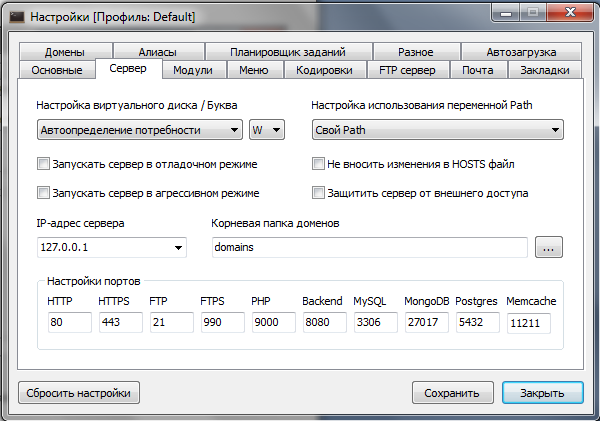 Настройки [Профиль: Default]
Домены Алиасы Планировщик заданий Разное Автозагрузка
Основные Сервер Модули Меню Кодировки FTP сервер Почта Закладки
Настройка виртуального диска / Буква Настройка использования переменной Path
Автоопределение потребности W Свой Path
Запускать сервер в отладочном режиме Не вносить изменения в HOSTS файл
Запускать сервер в агрессивном режиме Защитить сервер от внешнего доступа
IP-адрес сервера Корневая папка доменов
127.0.0.1 domains ...
Настройки портов
HTTP HTTPS FTP FTPS PHP Backend MySQL MongoDB Postgres Memcache
80 443 21 990 9000 8080 3306 27017 5432 11211
Сбросить настройки Сохранить Закрыть